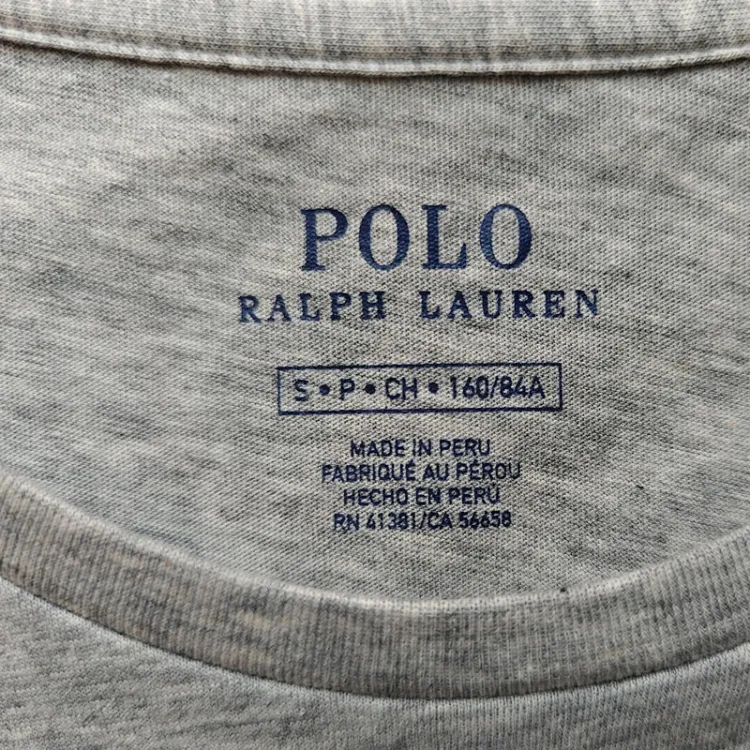 POLO
RALPH LAUREN
S • P • CH • 160/84A
MADE IN PERU
FABRIQUÉ AU PÉROU
HECHO EN PERÚ
RN 41381/CA 56658